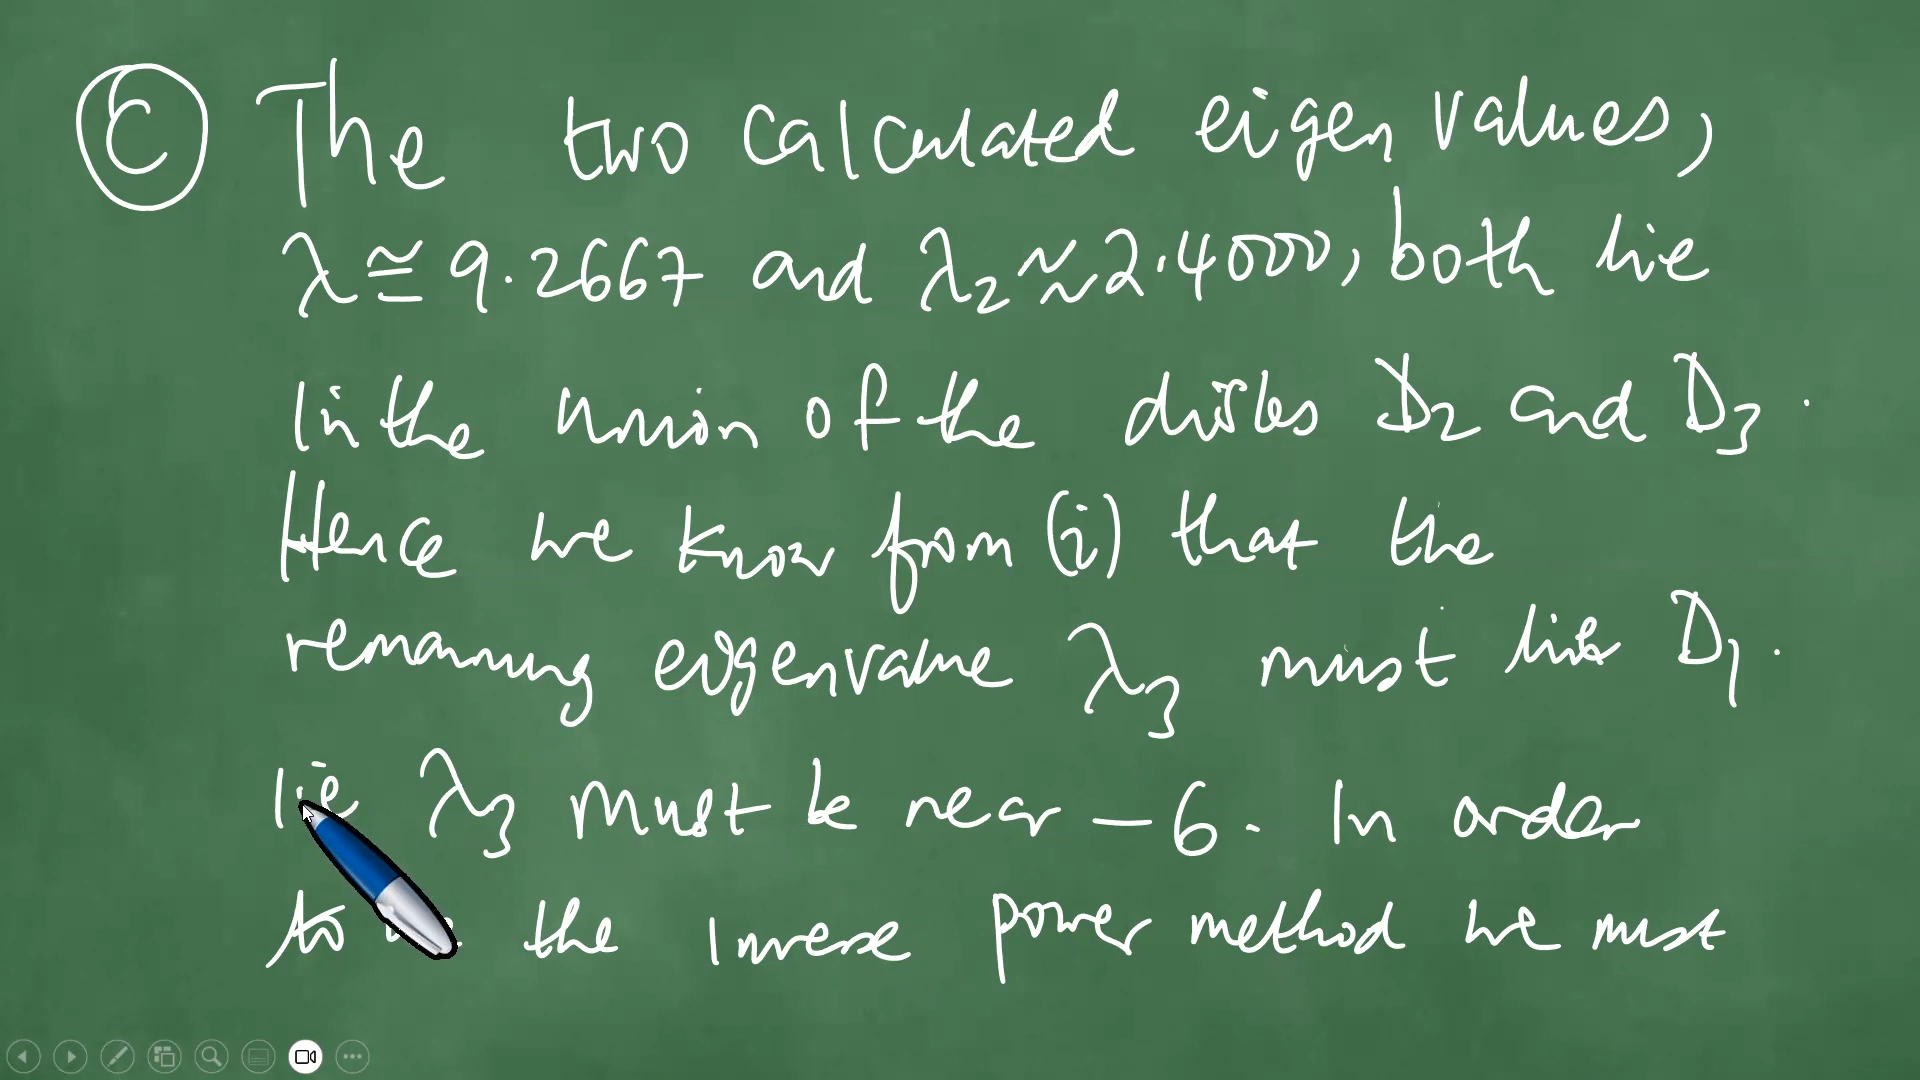 C The two calculated eigen values,
λ ≅ 9.2667 and λ2 ≈ 2.4000, both lie
in the union of the discs D2 and D3.
Hence we know from (i) that the
remaining eigenvalue λ3 must lie D1.
ie λ3 must be near -6. In order
to the inverse power method we must